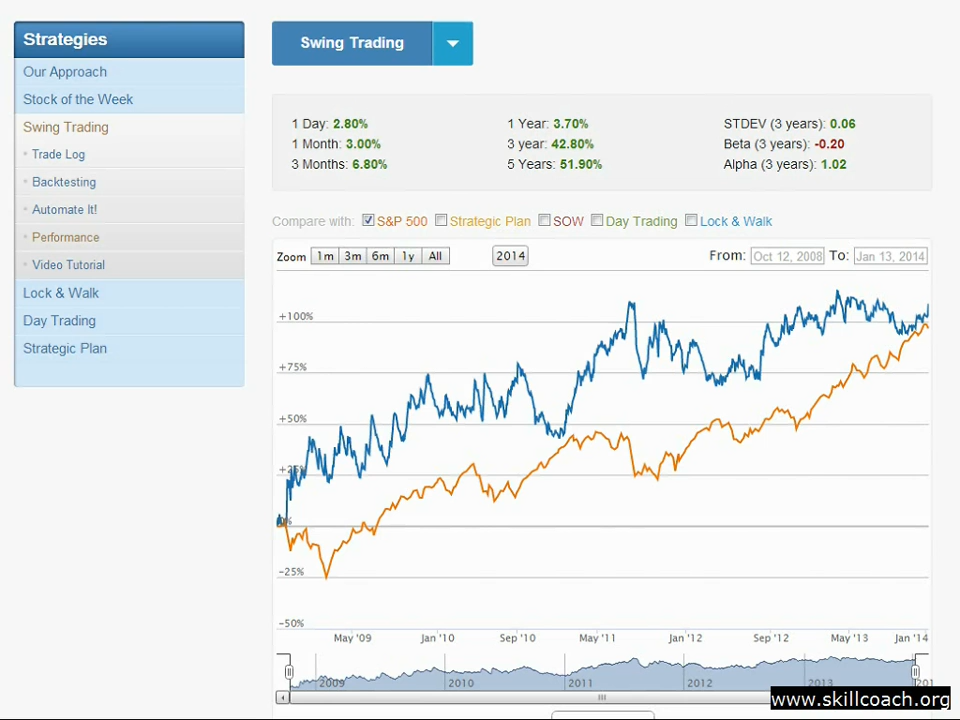 Strategies
Our Approach
Stock of the Week
Swing Trading
Trade Log
Backtesting
Automate It!
Performance
Video Tutorial
Lock & Walk
Day Trading
Strategic Plan
Swing Trading
1 Day: 2.80% 1 Year: 3.70% STDEV (3 years): 0.06
1 Month: 3.00% 3 year: 42.80% Beta (3 years): -0.20
3 Months: 6.80% 5 Years: 51.90% Alpha (3 years): 1.02
Compare with: S&P 500 Strategic Plan SOW Day Trading Lock & Walk
Zoom 1m 3m 6m 1y All 2014 From: Oct 12, 2008 To: Jan 13, 2014
+100%
+75%
+50%
+25%
0%
-25%
-50%
May '09 Jan '10 Sep '10 May '11 Jan '12 Sep '12 May '13 Jan '14
2009 2010 2011 2012 2013
www.skillcoach.org